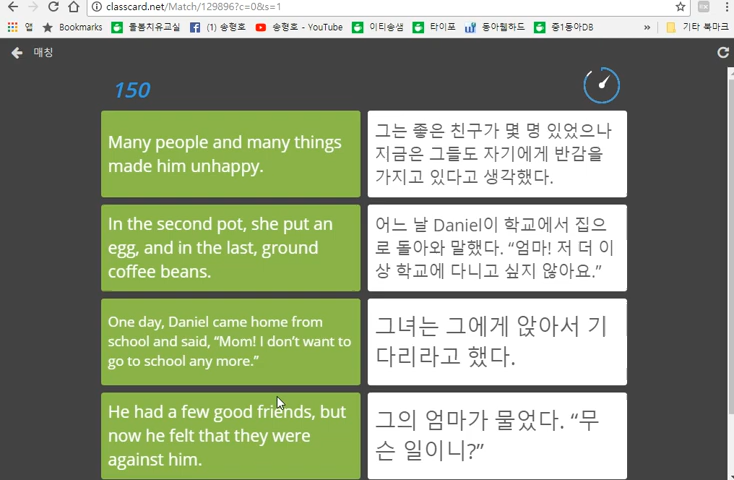 classcard.net/Match/129896?c=0&ts=1
앱 Bookmarks 돌봄치유교실 (1) 송형호 송형호 - YouTube 이티송샘 타이포 동아웰하드 중1동아DB » 기타 북마크
매칭
150
Many people and many things
made him unhappy.
그는 좋은 친구가 몇 명 있었으나
지금은 그들도 자기에게 반감을
가지고 있다고 생각했다.
In the second pot, she put an
egg, and in the last, ground
coffee beans.
어느 날 Daniel이 학교에서 집으
로 돌아와 말했다. “엄마! 저 더 이
상 학교에 다니고 싶지 않아요.”
One day, Daniel came home from
school and said, “Mom! I don’t want to
go to school any more.”
그녀는 그에게 앉아서 기
다리라고 했다.
He had a few good friends, but
now he felt that they were
against him.
그의 엄마가 물었다. “무
슨 일이니?”